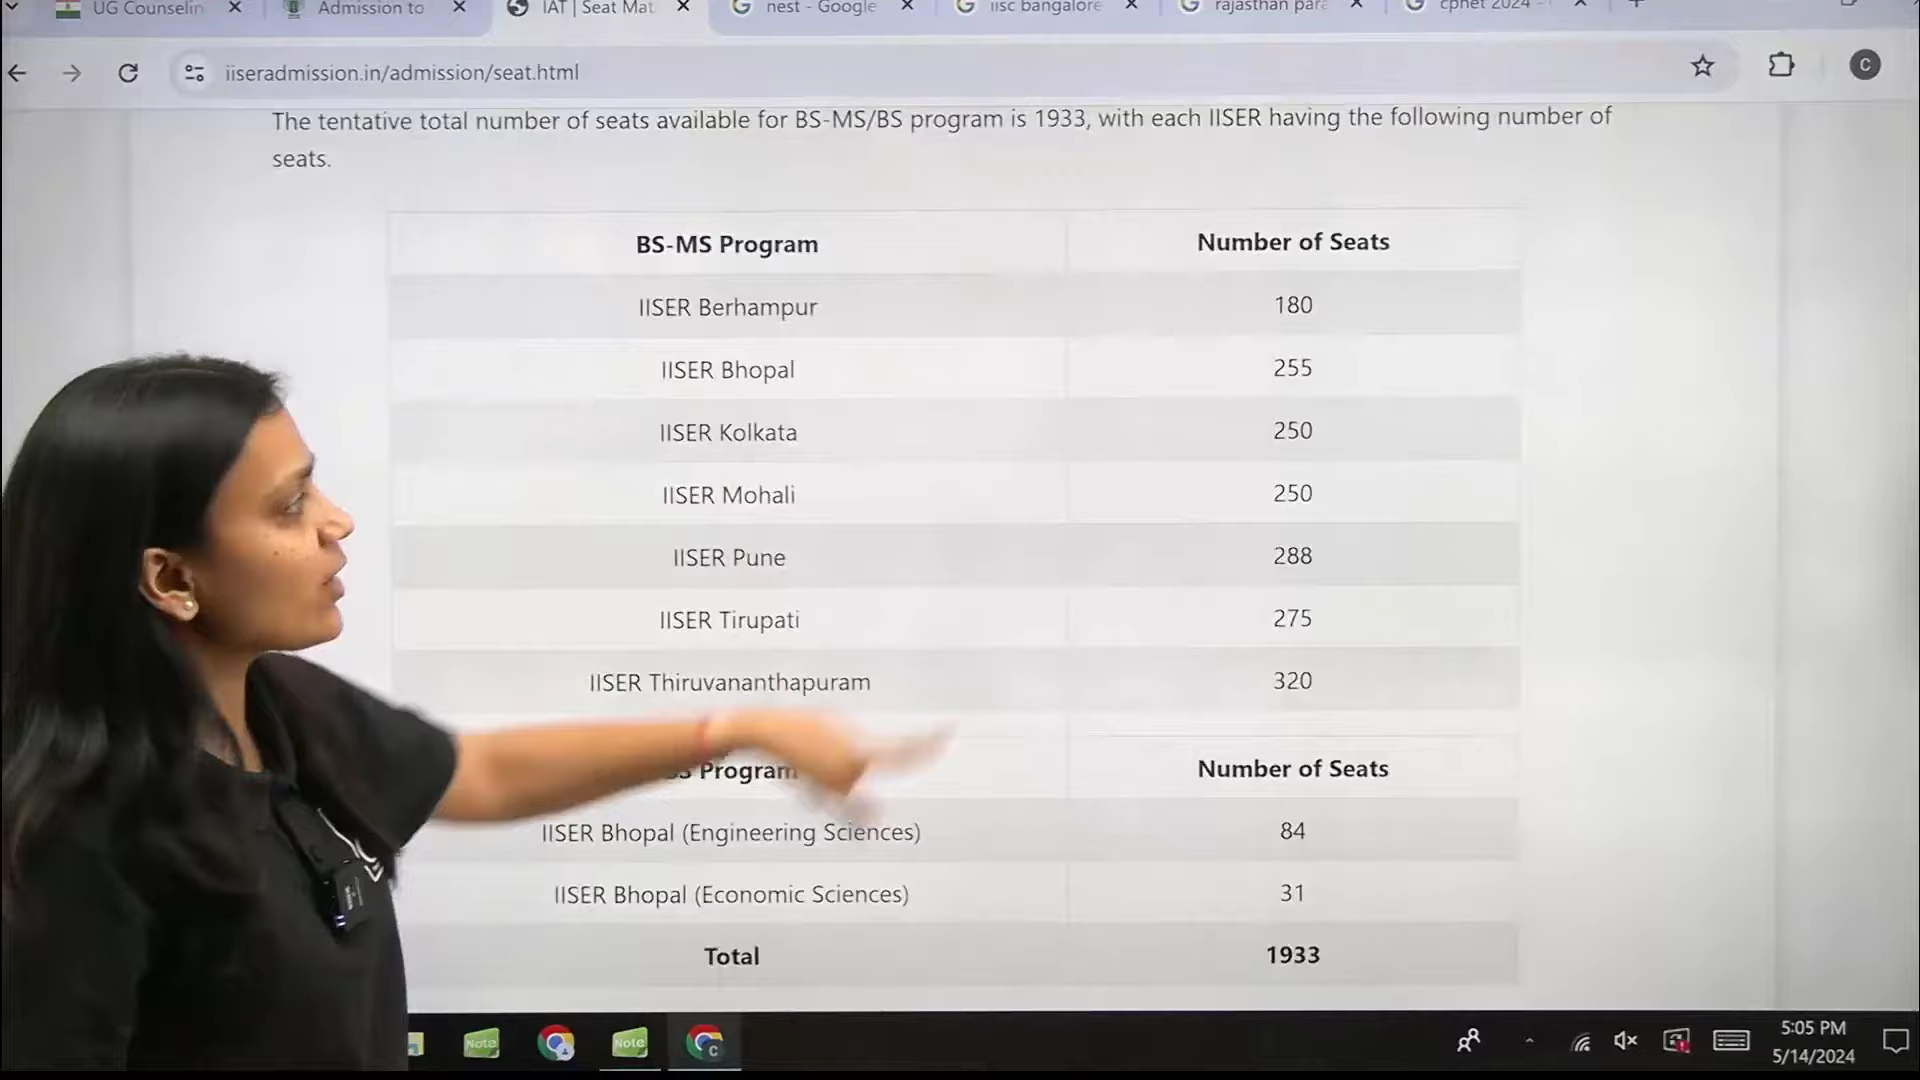 UG Counselin
Admission to
IAT | Seat Mat
nest - Google
iisc bangalore
rajasthan para
cpnet 2024 -
iiseradmission.in/admission/seat.html
C
The tentative total number of seats available for BS-MS/BS program is 1933, with each IISER having the following number of
seats.
BS-MS Program Number of Seats
IISER Berhampur 180
IISER Bhopal 255
IISER Kolkata 250
IISER Mohali 250
IISER Pune 288
IISER Tirupati 275
IISER Thiruvananthapuram 320
Program Number of Seats
IISER Bhopal (Engineering Sciences) 84
IISER Bhopal (Economic Sciences) 31
Total 1933
Note
Note
C
5:05 PM
5/14/2024